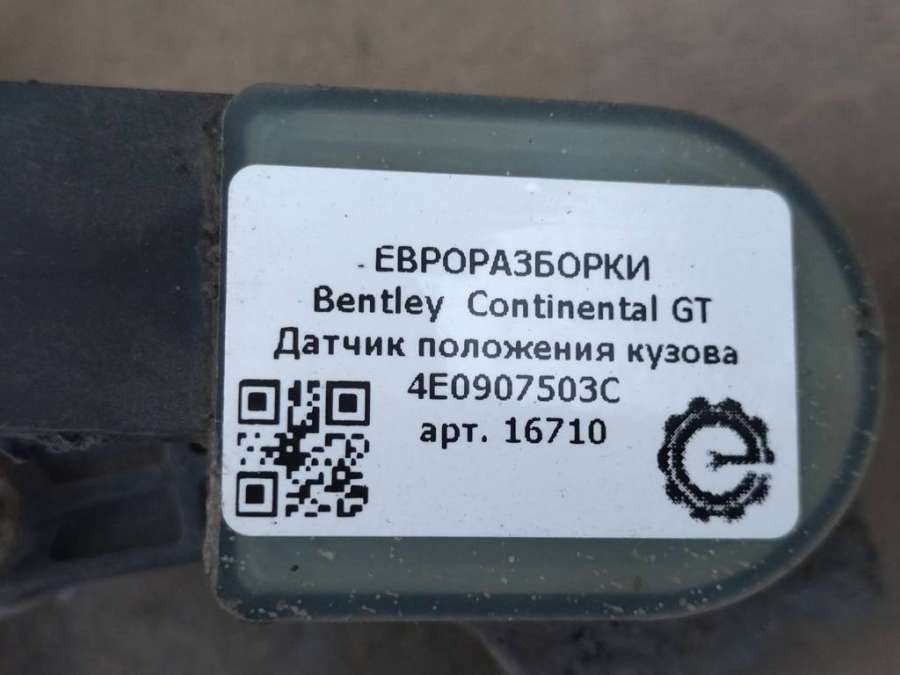 ЕВРОРАЗБОРКИ
Bentley Continental GT
Датчик положения кузова
4E0907503C
арт. 16710